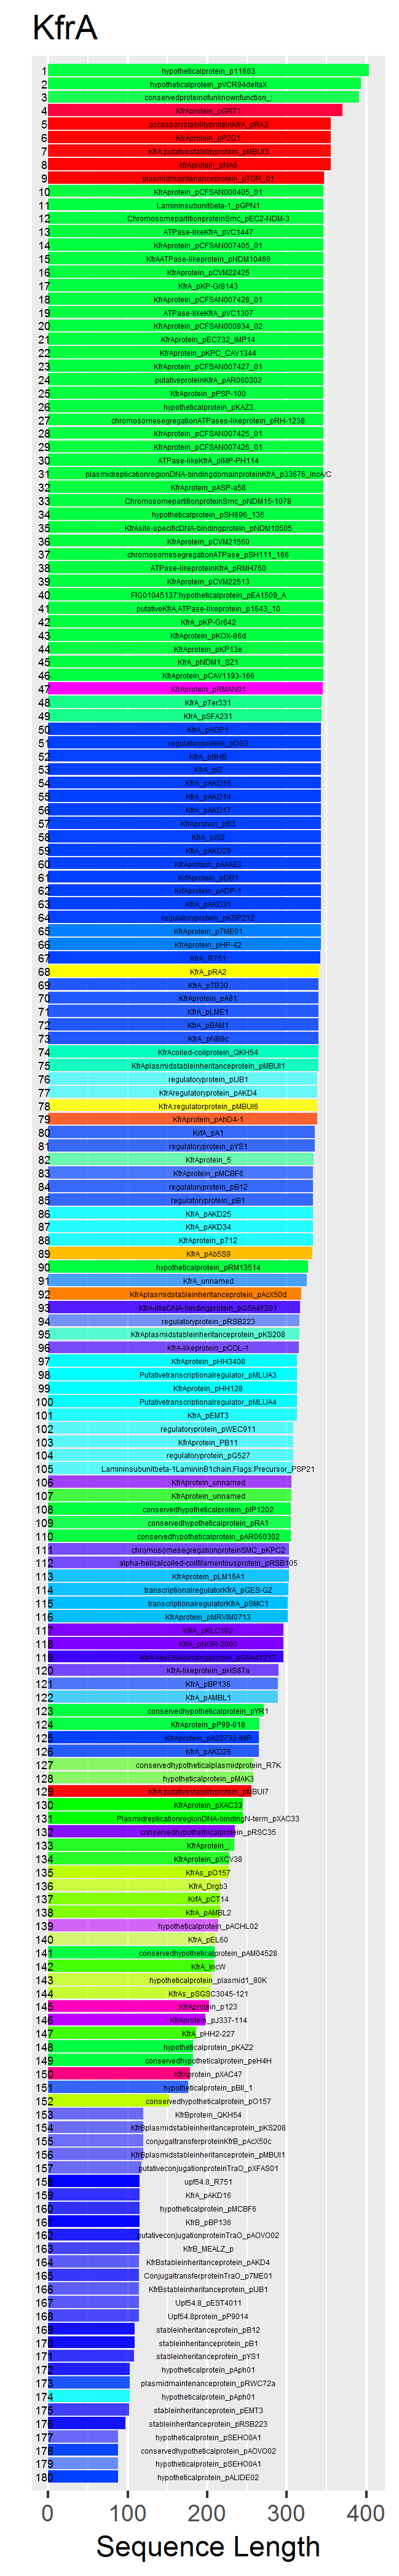 KfrA
1 hypotheticalprotein_p11663
2 hypotheticalprotein_pVCR94deltaX
3 conservedproteinofunknownfunction_:
4 KfrAprotein_pGRT1
5 accessorystabilityproteinKfrA_pRA3
6 KfrAprotein_pP2G1
7 KfrA:putativestabilityprotein_pMBUI3
8 kfrAprotein_pNA6
9 plasmidmaintenanceprotein_pTOR_01
10 KfrAprotein_pCFSAN000405_01
11 Lamininsubunitbeta-1_pGPN1
12 ChromosomepartitionproteinSmc_pEC2-NDM-3
13 ATPase-likeKfrA_pVC1447
14 KfrAprotein_pCFSAN007405_01
15 KfrAATPase-likeprotein_pNDM10469
16 KfrAprotein_pCVM22425
17 KfrA_pKP-Gr8143
18 KfrAprotein_pCFSAN007428_01
19 ATPase-likeKfrA_pVC1307
20 KfrAprotein_pCFSAN000934_02
21 KfrAprotein_pEC732_IMP14
22 KfrAprotein_pKPC_CAV1344
23 KfrAprotein_pCFSAN007427_01
24 putativeproteinKfrA_pAR060302
25 KfrAprotein_pPSP-100
26 hypotheticalprotein_pKAZ3
27 chromosomesegregationATPases-likeprotein_pRH-1238
28 KfrAprotein_pCFSAN007425_01
29 KfrAprotein_pCFSAN007426_01
30 ATPase-likeKfrA_pIMP-PH114
31 plasmidreplicationregionDNA-bindingdomainproteinKfrA_p33676_IncA/C
32 KfrAprotein_pASP-a58
33 ChromosomepartitionproteinSmc_pNDM15-1078
34 hypotheticalprotein_pSH696_135
35 KfrAsite-specificDNA-bindingprotein_pNDM10505
36 KfrAprotein_pCVM21550
37 chromosomesegregationATPase_pSH111_166
38 ATPase-likeproteinKfrA_pRMH760
39 KfrAprotein_pCVM22513
40 FIG01045137:hypotheticalprotein_pEA1509_A
41 putativeKfrA,ATPase-likeprotein_p1643_10
42 KfrA_pKP-Gr642
43 KfrAprotein_pKOX-86d
44 KfrAprotein_pKP13e
45 KfrA_pNDM1_SZ1
46 KfrAprotein_pCAV1193-166
47 KfrAprotein_pRMAN01
48 KfrA_pTer331
49 KfrA_pSFA231
50 KfrA_pADP1
51 regulatoryprotein_pDS3
52 KfrA_pBHB
53 KfrA_pI2
54 KfrA_pAKD15
55 KfrA_pAKD14
56 KfrA_pAKD17
57 KfrAprotein_pB3
58 KfrA_pW2
59 KfrA_pAKD29
60 KfrAprotein_pAAA83
61 KrfAprotein_pDB1
62 KrfAprotein_pADP-1
63 KfrA_pAKD31
64 regulatoryprotein_pKSP212
65 KfrAprotein_p7ME01
66 KfrAprotein_pHP-42
67 KfrA_R751
68 KfrA_pRA2
69 KfrA_pTB30
70 KfrAprotein_pA81
71 KfrA_pLME1
72 KfrA_pBAM1
73 KfrA_pNB8c
74 KfrAcoiled-coilprotein_QKH54
75 KfrAplasmidstableinheritanceprotein_pMBUI1
76 regulatoryprotein_pIJB1
77 KfrAregulatoryprotein_pAKD4
78 KfrA:regulatorprotein_pMBUI6
79 KfrAprotein_pAhD4-1
80 KrfA_pA1
81 regulatoryprotein_pYS1
82 KfrAprotein_5
83 KfrAprotein_pMCBF6
84 regulatoryprotein_pB12
85 regulatoryprotein_pB1
86 KfrA_pAKD25
87 KfrA_pAKD34
88 KfrAprotein_p712
89 KfrA_pAb5S9
90 hypotheticalprotein_pRM13514
91 KfrA_unnamed
92 KfrAplasmidstableinheritanceprotein_pAcX50d
93 KfrA-likeDNA-bindingprotein_pG5A4Y201
94 regulatoryprotein_pRSB223
95 KfrAplasmidstableinheritanceprotein_pKS208
96 KfrA-likeprotein_pCOL-1
97 KfrAprotein_pHH3408
98 Putativetranscriptionalregulator_pMLUA3
99 KfrAprotein_pHH128
100 Putativetranscriptionalregulator_pMLUA4
101 KfrA_pEMT3
102 regulatoryprotein_pWEC911
103 KfrAprotein_PB11
104 regulatoryprotein_pG527
105 Lamininsubunitbeta-1LamininB1chain;Flags:Precursor_PSP21
106 KfrAprotein_unnamed
107 KfrAprotein_unnamed
108 conservedhypotheticalprotein_pIP1202
109 conservedhypotheticalprotein_pRA1
110 conservedhypotheticalprotein_pAR060302
111 chromosomesegregationproteinSMC_pKPC2
112 alpha-helicalcoiled-coilfilamentousprotein_pRSB105
113 KfrAprotein_pLM16A1
114 transcriptionalregulatorKfrA_pGES-GZ
115 transcriptionalregulatorKfrA_pSMC1
116 KfrAprotein_pMRVIM0713
117 KfrA_pKLC102
118 KfrA_pNOR-2000
119 KfrA-likeDNAbindingprotein_pG5A4Y217
120 KfrA-likeprotein_pHS87a
121 KfrA_pBP136
122 KfrA_pAMBL1
123 conservedhypotheticalprotein_pYR1
124 KfrAprotein_pP99-018
125 KfrAprotein_pA22732-IMP
126 KfrA_pAKD26
127 conservedhypotheticalplasmidprotein_R7K
128 hypotheticalprotein_pMAK3
129 KfrA:putativestabilityprotein_pMBUI7
130 KfrAprotein_pXAC33
131 PlasmidreplicationregionDNA-bindingN-term_pXAC33
132 conservedhypotheticalprotein_pRSC35
133 KfrAprotein_:
134 KfrAprotein_pXCV38
135 KfrAs_pO157
136 KfrA_Drgb3
137 KrfA_pCT14
138 KfrA_pAMBL2
139 hypotheticalprotein_pACHL02
140 KfrA_pEL60
141 conservedhypotheticalprotein_pAM04528
142 KfrA_IncW
143 hypotheticalprotein_plasmid1_80K
144 KfrAs_pSGSC3045-121
145 KfrAprotein_p123
146 KfrAprotein_pJ337-114
147 KfrA_pHH2-227
148 hypotheticalprotein_pKAZ2
149 conservedhypotheticalprotein_peH4H
150 KfrAprotein_pXAC47
151 hypotheticalprotein_pBII_1
152 conservedhypotheticalprotein_pO157
153 KfrBprotein_QKH54
154 KfrBplasmidstableinheritanceprotein_pKS208
155 conjugaltransferproteinKfrB_pAcX50c
156 KfrBplasmidstableinheritanceprotein_pMBUI1
157 putativeconjugationproteinTraO_pXFAS01
158 upf54.8_R751
159 KfrA_pAKD16
160 hypotheticalprotein_pMCBF6
161 KfrB_pBP136
162 putativeconjugationproteinTraO_pAOVO02
163 KfrB_MEALZ_p
164 KfrBstableinheritanceprotein_pAKD4
165 ConjugaltransferproteinTraO_p7ME01
166 KfrBstableinheritanceprotein_pIJB1
167 Upf54.8_pEST4011
168 Upf54.8protein_pP9014
169 stableinheritanceprotein_pB12
170 stableinheritanceprotein_pB1
171 stableinheritanceprotein_pYS1
172 hypotheticalprotein_pAph01
173 plasmidmaintenanceprotein_pRWC72a
174 hypotheticalprotein_pAph01
175 stableinheritanceprotein_pEMT3
176 stableinheritanceprotein_pRSB223
177 hypotheticalprotein_pSEHO0A1
178 conservedhypotheticalprotein_pAOVO02
179 hypotheticalprotein_pSEHO0A1
180 hypotheticalprotein_pALIDE02
0 100 200 300 400
Sequence Length